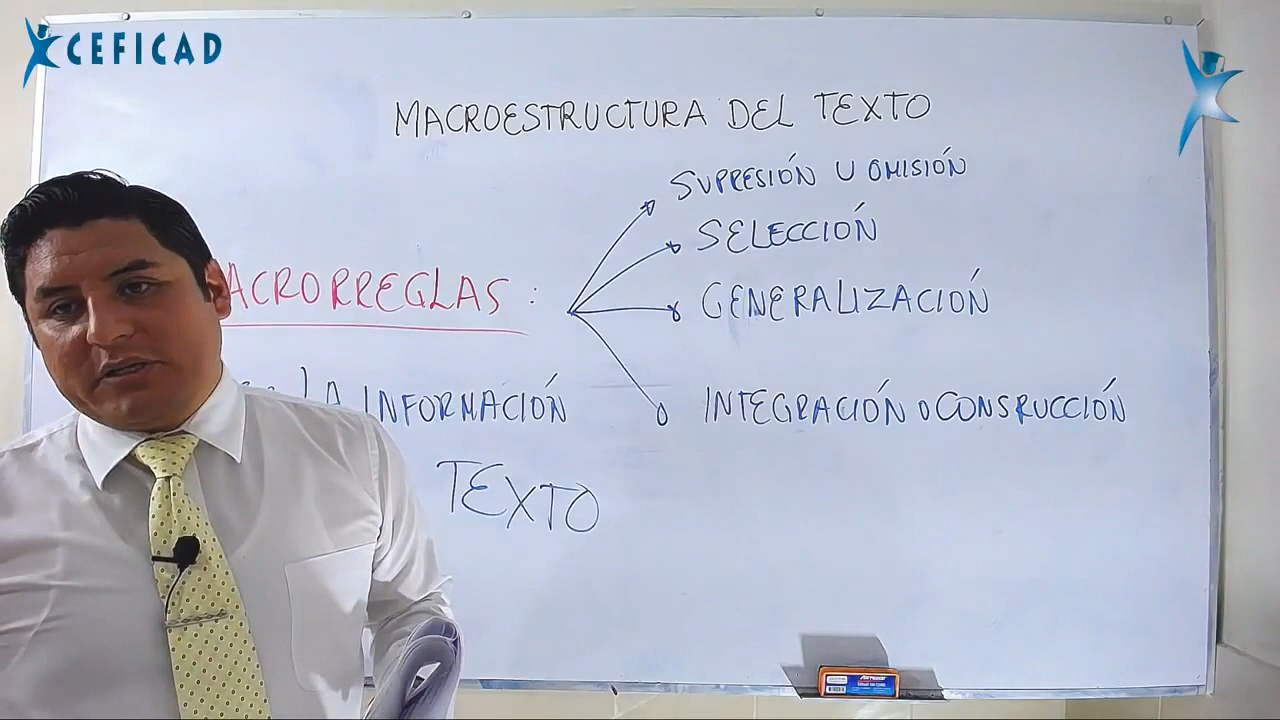 CEFICAD
MACROESTRUCTURA DEL TEXTO
SUPRESIÓN U OMISIÓN
SELECCIÓN
ACRORREGLAS :
GENERALIZACIÓN
LA INFORMACIÓN
INTEGRACIÓN O CONSRUCCIÓN
TEXTO